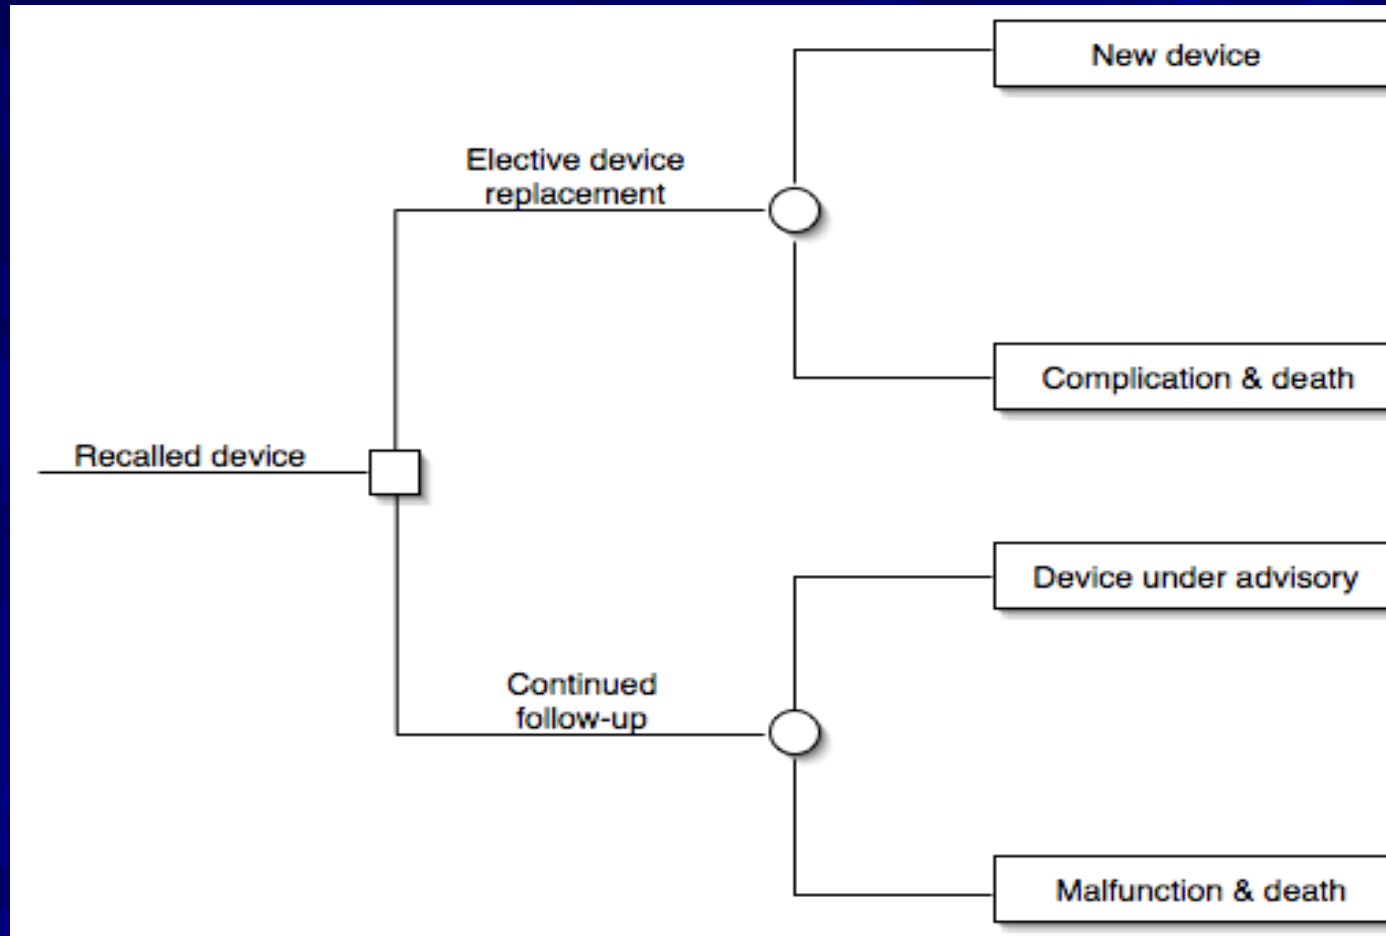 New device
Elective device
replacement
Complication & death
Recalled device
Device under advisory
Continued
follow-up
Malfunction & death